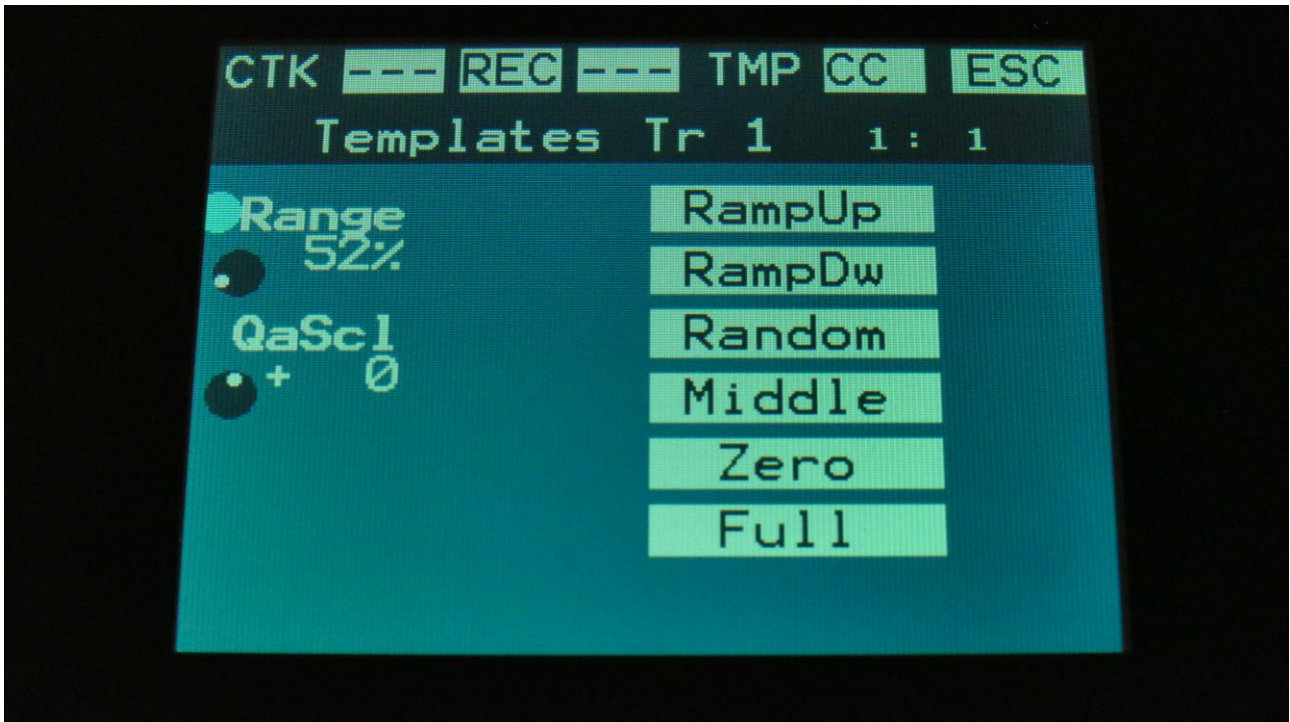 CTK --- REC --- TMP CC ESC
Templates Tr 1 1: 1
Range
52%
QaScl
+ 0
RampUp
RampDw
Random
Middle
Zero
Full